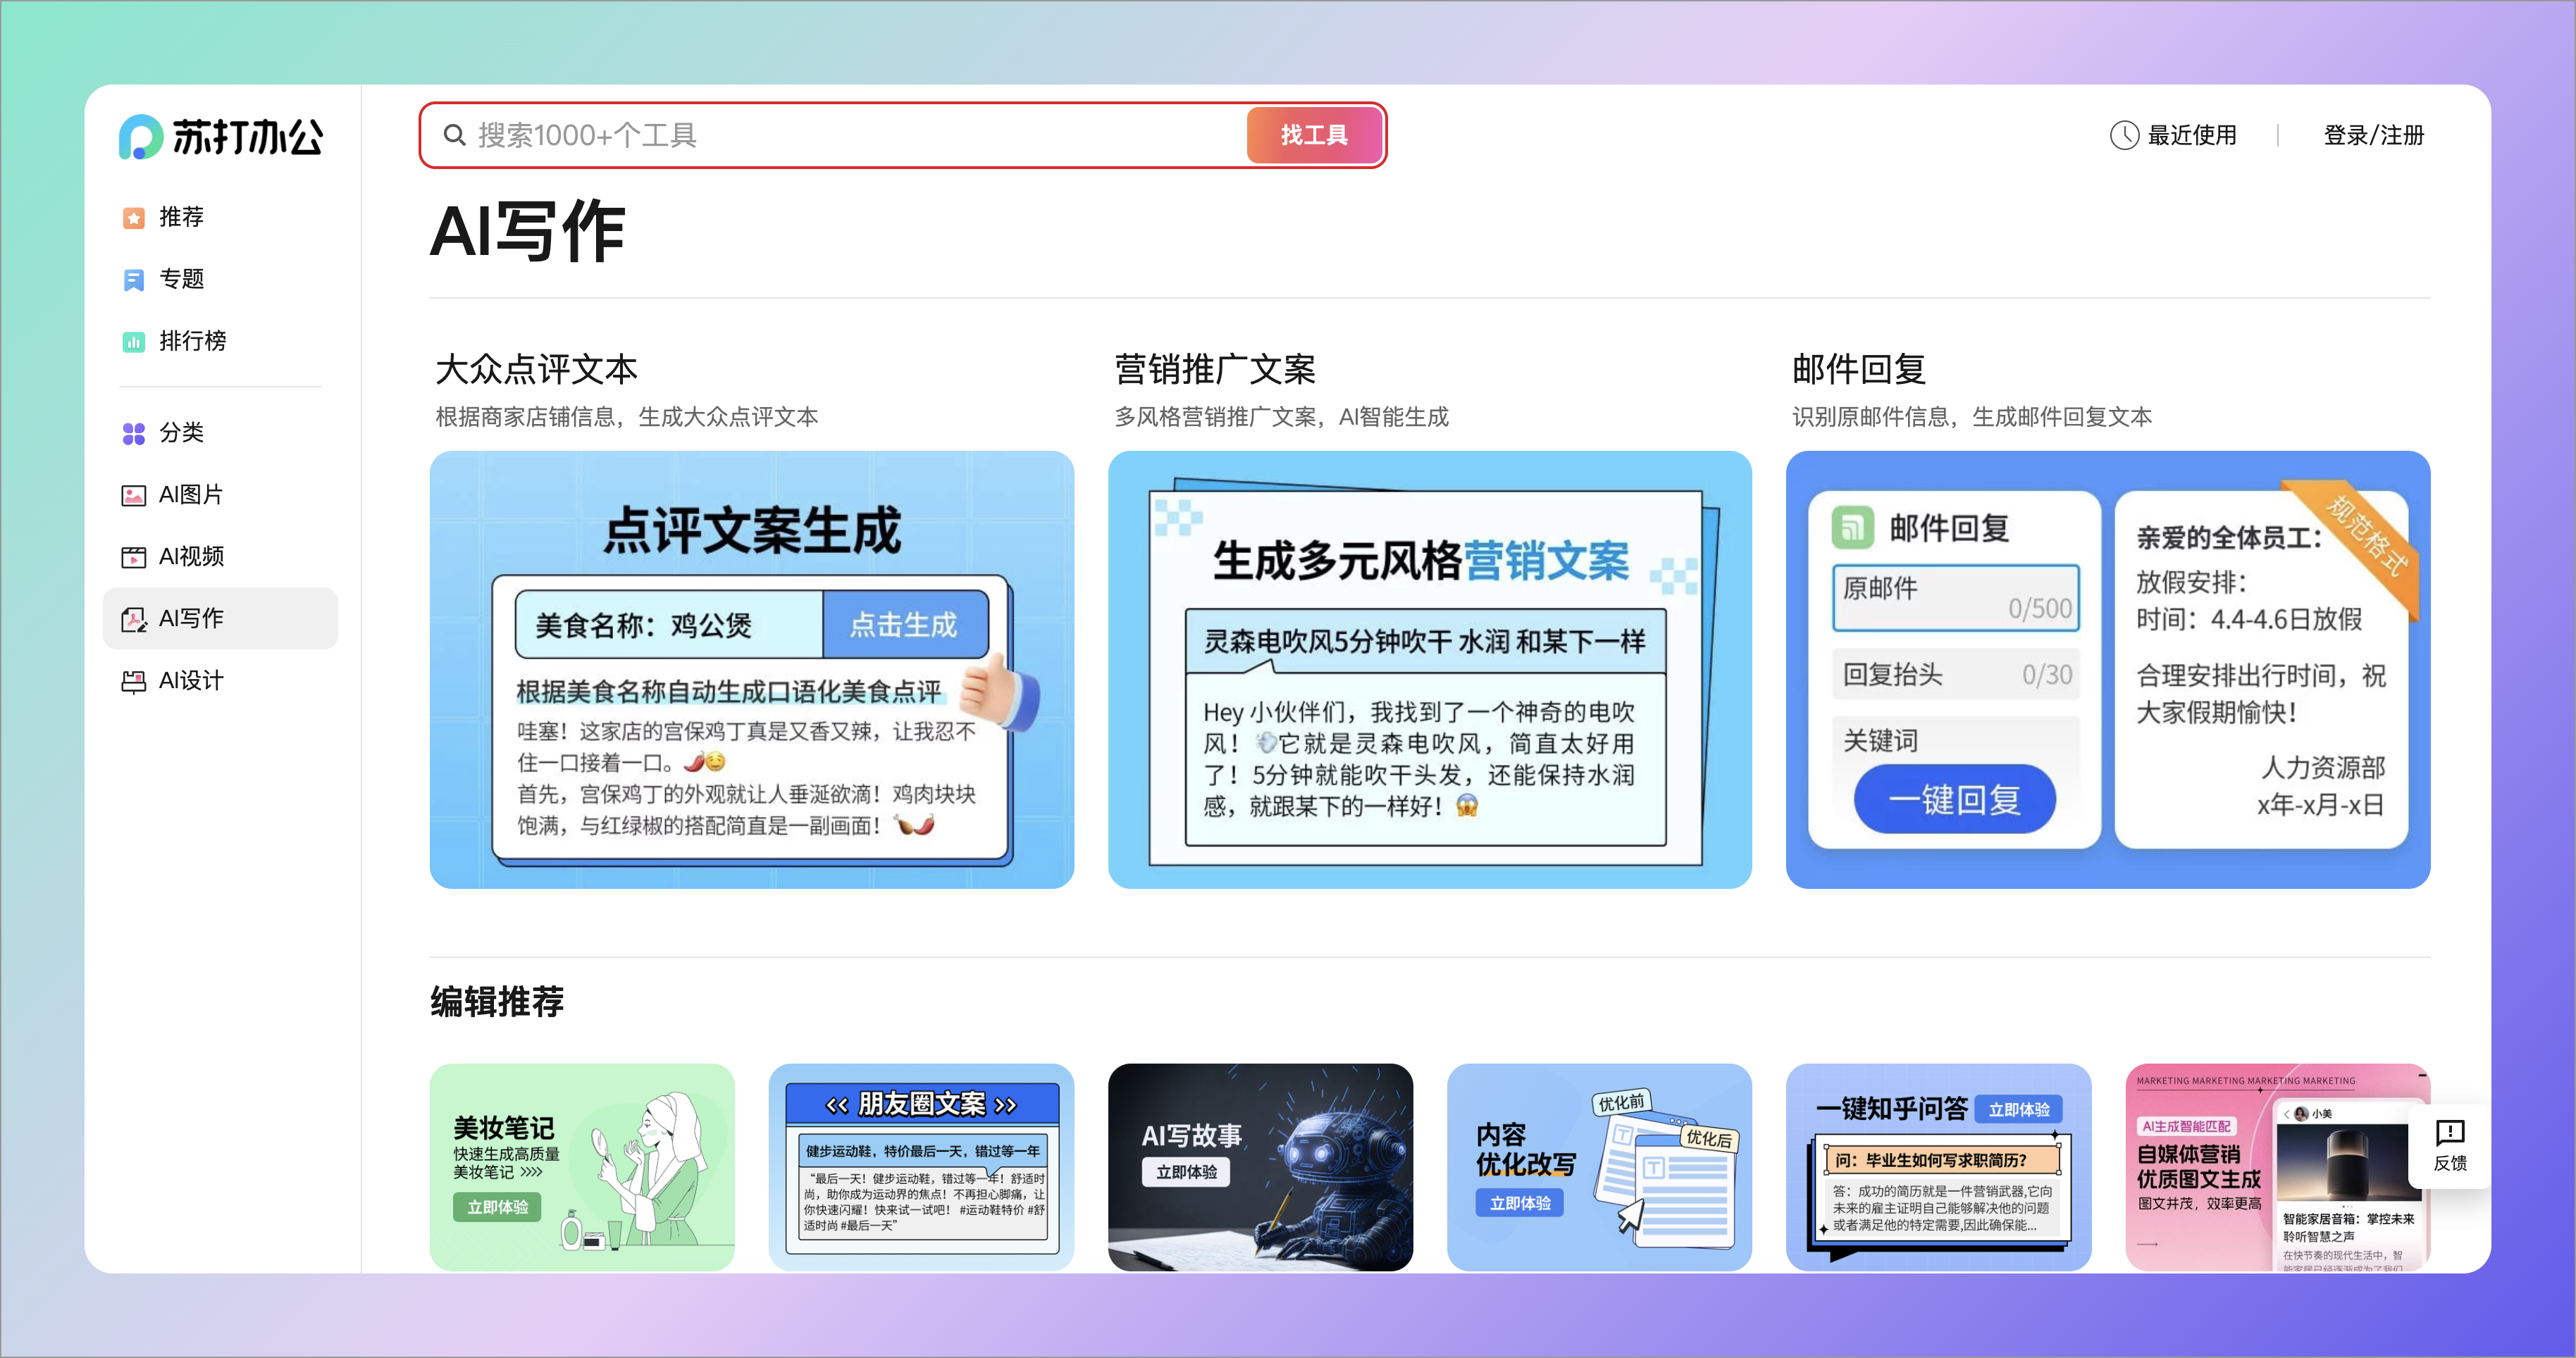 苏打办公
搜索1000+个工具
找工具
最近使用
登录/注册
推荐
专题
排行榜
分类
AI图片
AI视频
AI写作
AI设计
AI写作
大众点评文本
根据商家店铺信息，生成大众点评文本
点评文案生成
美食名称：鸡公煲
点击生成
根据美食名称自动生成口语化美食点评
哇塞！这家店的宫保鸡丁真是又香又辣，让我忍不
住一口接着一口。🌶️😋
首先，宫保鸡丁的外观就让人垂涎欲滴！鸡肉块块
饱满，与红绿椒的搭配简直是一副画面！🍗🌶️
营销推广文案
多风格营销推广文案，AI智能生成
生成多元风格营销文案
灵森电吹风5分钟吹干 水润 和某下一样
Hey 小伙伴们，我找到了一个神奇的电吹
风！💨它就是灵森电吹风，简直太好用
了！5分钟就能吹干头发，还能保持水润
感，就跟某下的一样好！😱
邮件回复
识别原邮件信息，生成邮件回复文本
邮件回复
原邮件
0/500
回复抬头
0/30
关键词
一键回复
规范格式
亲爱的全体员工：
放假安排：
时间：4.4-4.6日放假
合理安排出行时间，祝
大家假期愉快！
人力资源部
x年-x月-x日
编辑推荐
美妆笔记
快速生成高质量
美妆笔记 >>>>
立即体验
<< 朋友圈文案 >>
健步运动鞋，特价最后一天，错过等一年
“最后一天！健步运动鞋，错过等一年！舒适时
尚，助你成为运动界的焦点！不再担心脚痛，让
你快速闪耀！快来试一试吧！ #运动鞋特价 #舒
适时尚 #最后一天”
AI写故事
立即体验
内容
优化改写
立即体验
优化前
优化后
一键知乎问答
立即体验
问：毕业生如何写求职简历？
答：成功的简历就是一件营销武器,它向
未来的雇主证明自己能够解决他的问题
或者满足他的特定需要,因此确保能...
MARKETING MARKETING MARKETING MARKETING
AI生成智能匹配
自媒体营销
优质图文生成
图文并茂，效率更高
小美
智能家居音箱：掌控未来
聆听智慧之声
在快节奏的现代生活中，智
能家居已经逐渐成为了我们
反馈